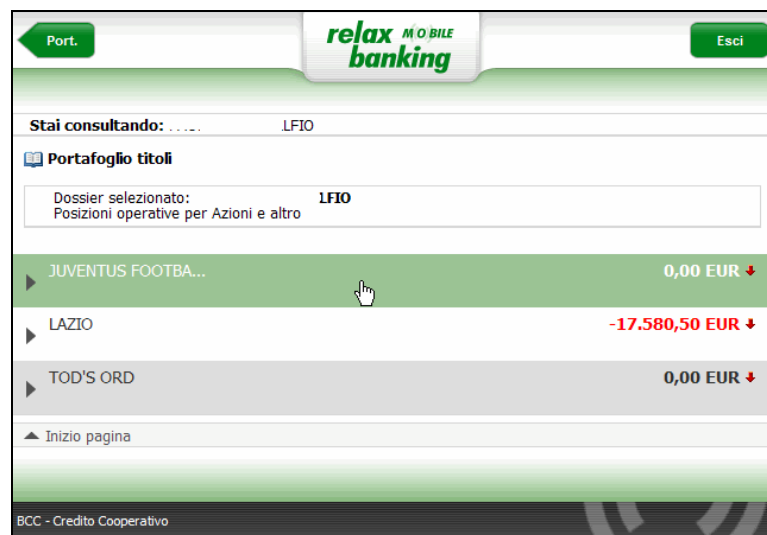 Port.
relax MOBILE
banking
Esci
Stai consultando: LFIO
Portafoglio titoli
Dossier selezionato: LFIO
Posizioni operative per Azioni e altro
JUVENTUS FOOTBA... 0,00 EUR
LAZIO -17.580,50 EUR
TOD'S ORD 0,00 EUR
Inizio pagina
BCC - Credito Cooperativo